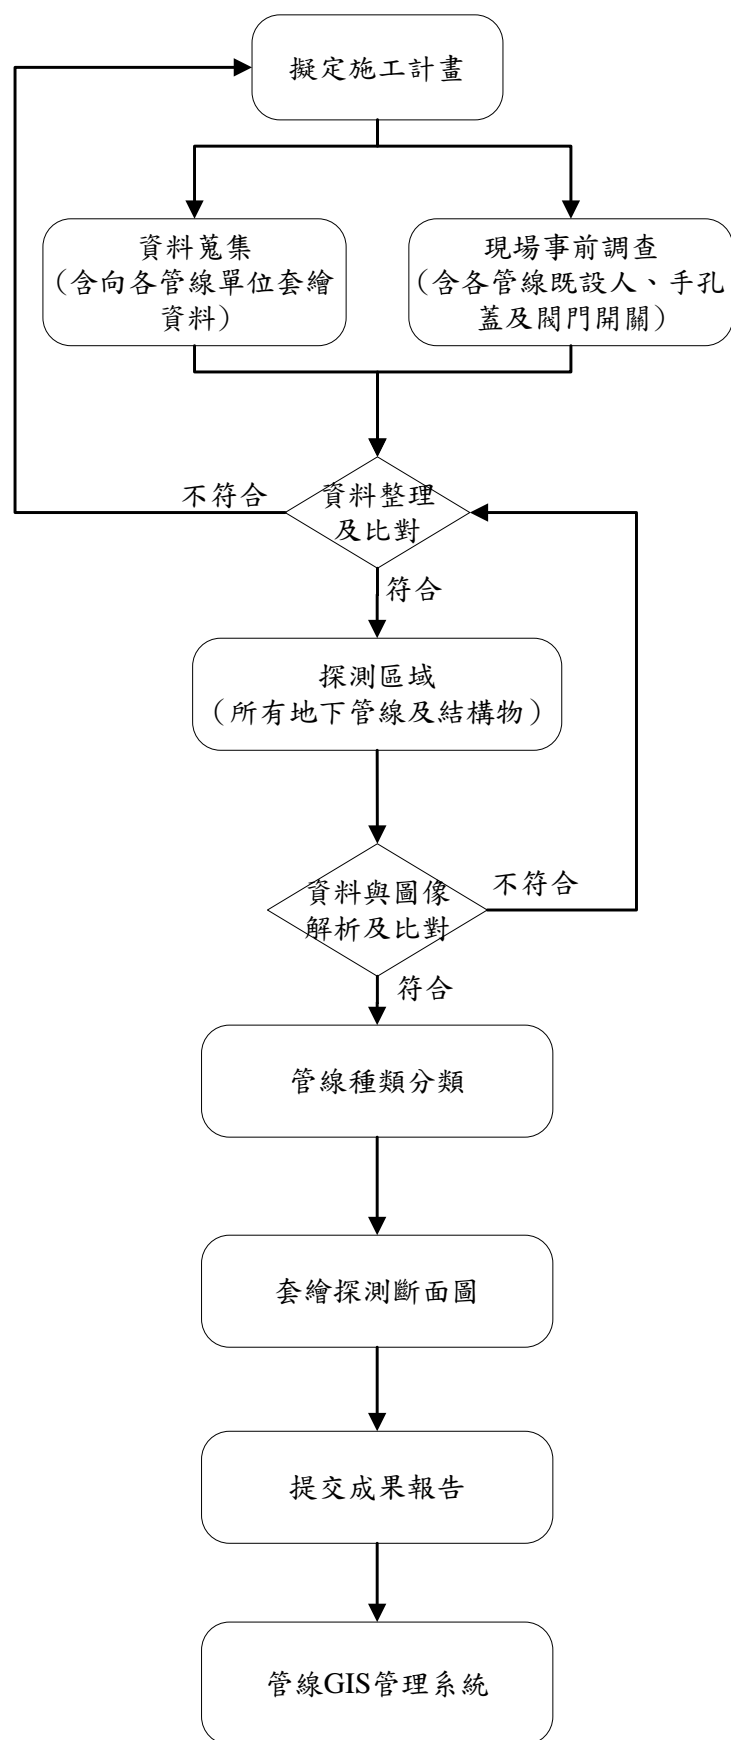 擬定施工計畫
資料蒐集
（含向各管線單位套繪
資料）
現場事前調查
（含各管線既設人、手孔
蓋及閥門開關）
不符合
資料整理
及比對
符合
探測區域
（所有地下管線及結構物）
資料與圖像
解析及比對
不符合
符合
管線種類分類
套繪探測斷面圖
提交成果報告
管線GIS管理系統